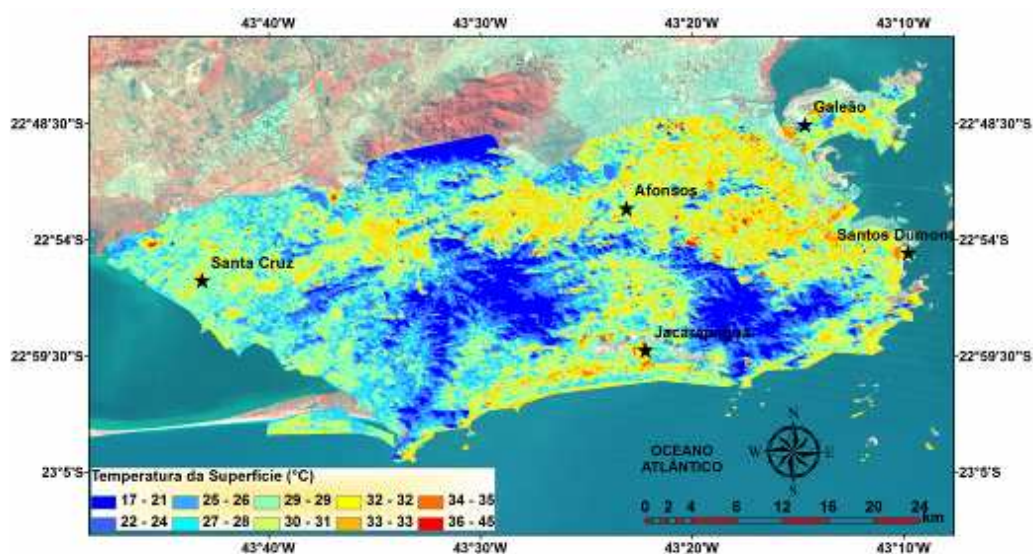 43°40'W 43°30'W 43°20'W 43°10'W
22°48'30"S 22°48'30"S
Galeão
Afonsos
22°54' 22°54'
Santos Dumont
Santa Cruz
Jacarepaguá
22°59'30"S 22°59'30"S
N
W E
S
OCEANO
ATLÂNTICO
23°5'S 23°5'S
Temperatura da Superfície (°C)
17 - 21 25 - 26 29 - 29 32 - 32 34 - 35
22 - 24 27 - 28 30 - 31 33 - 33 36 - 45
0 2 4 8 12 16 20 24
km
43°40'W 43°30'W 43°20'W 43°10'W